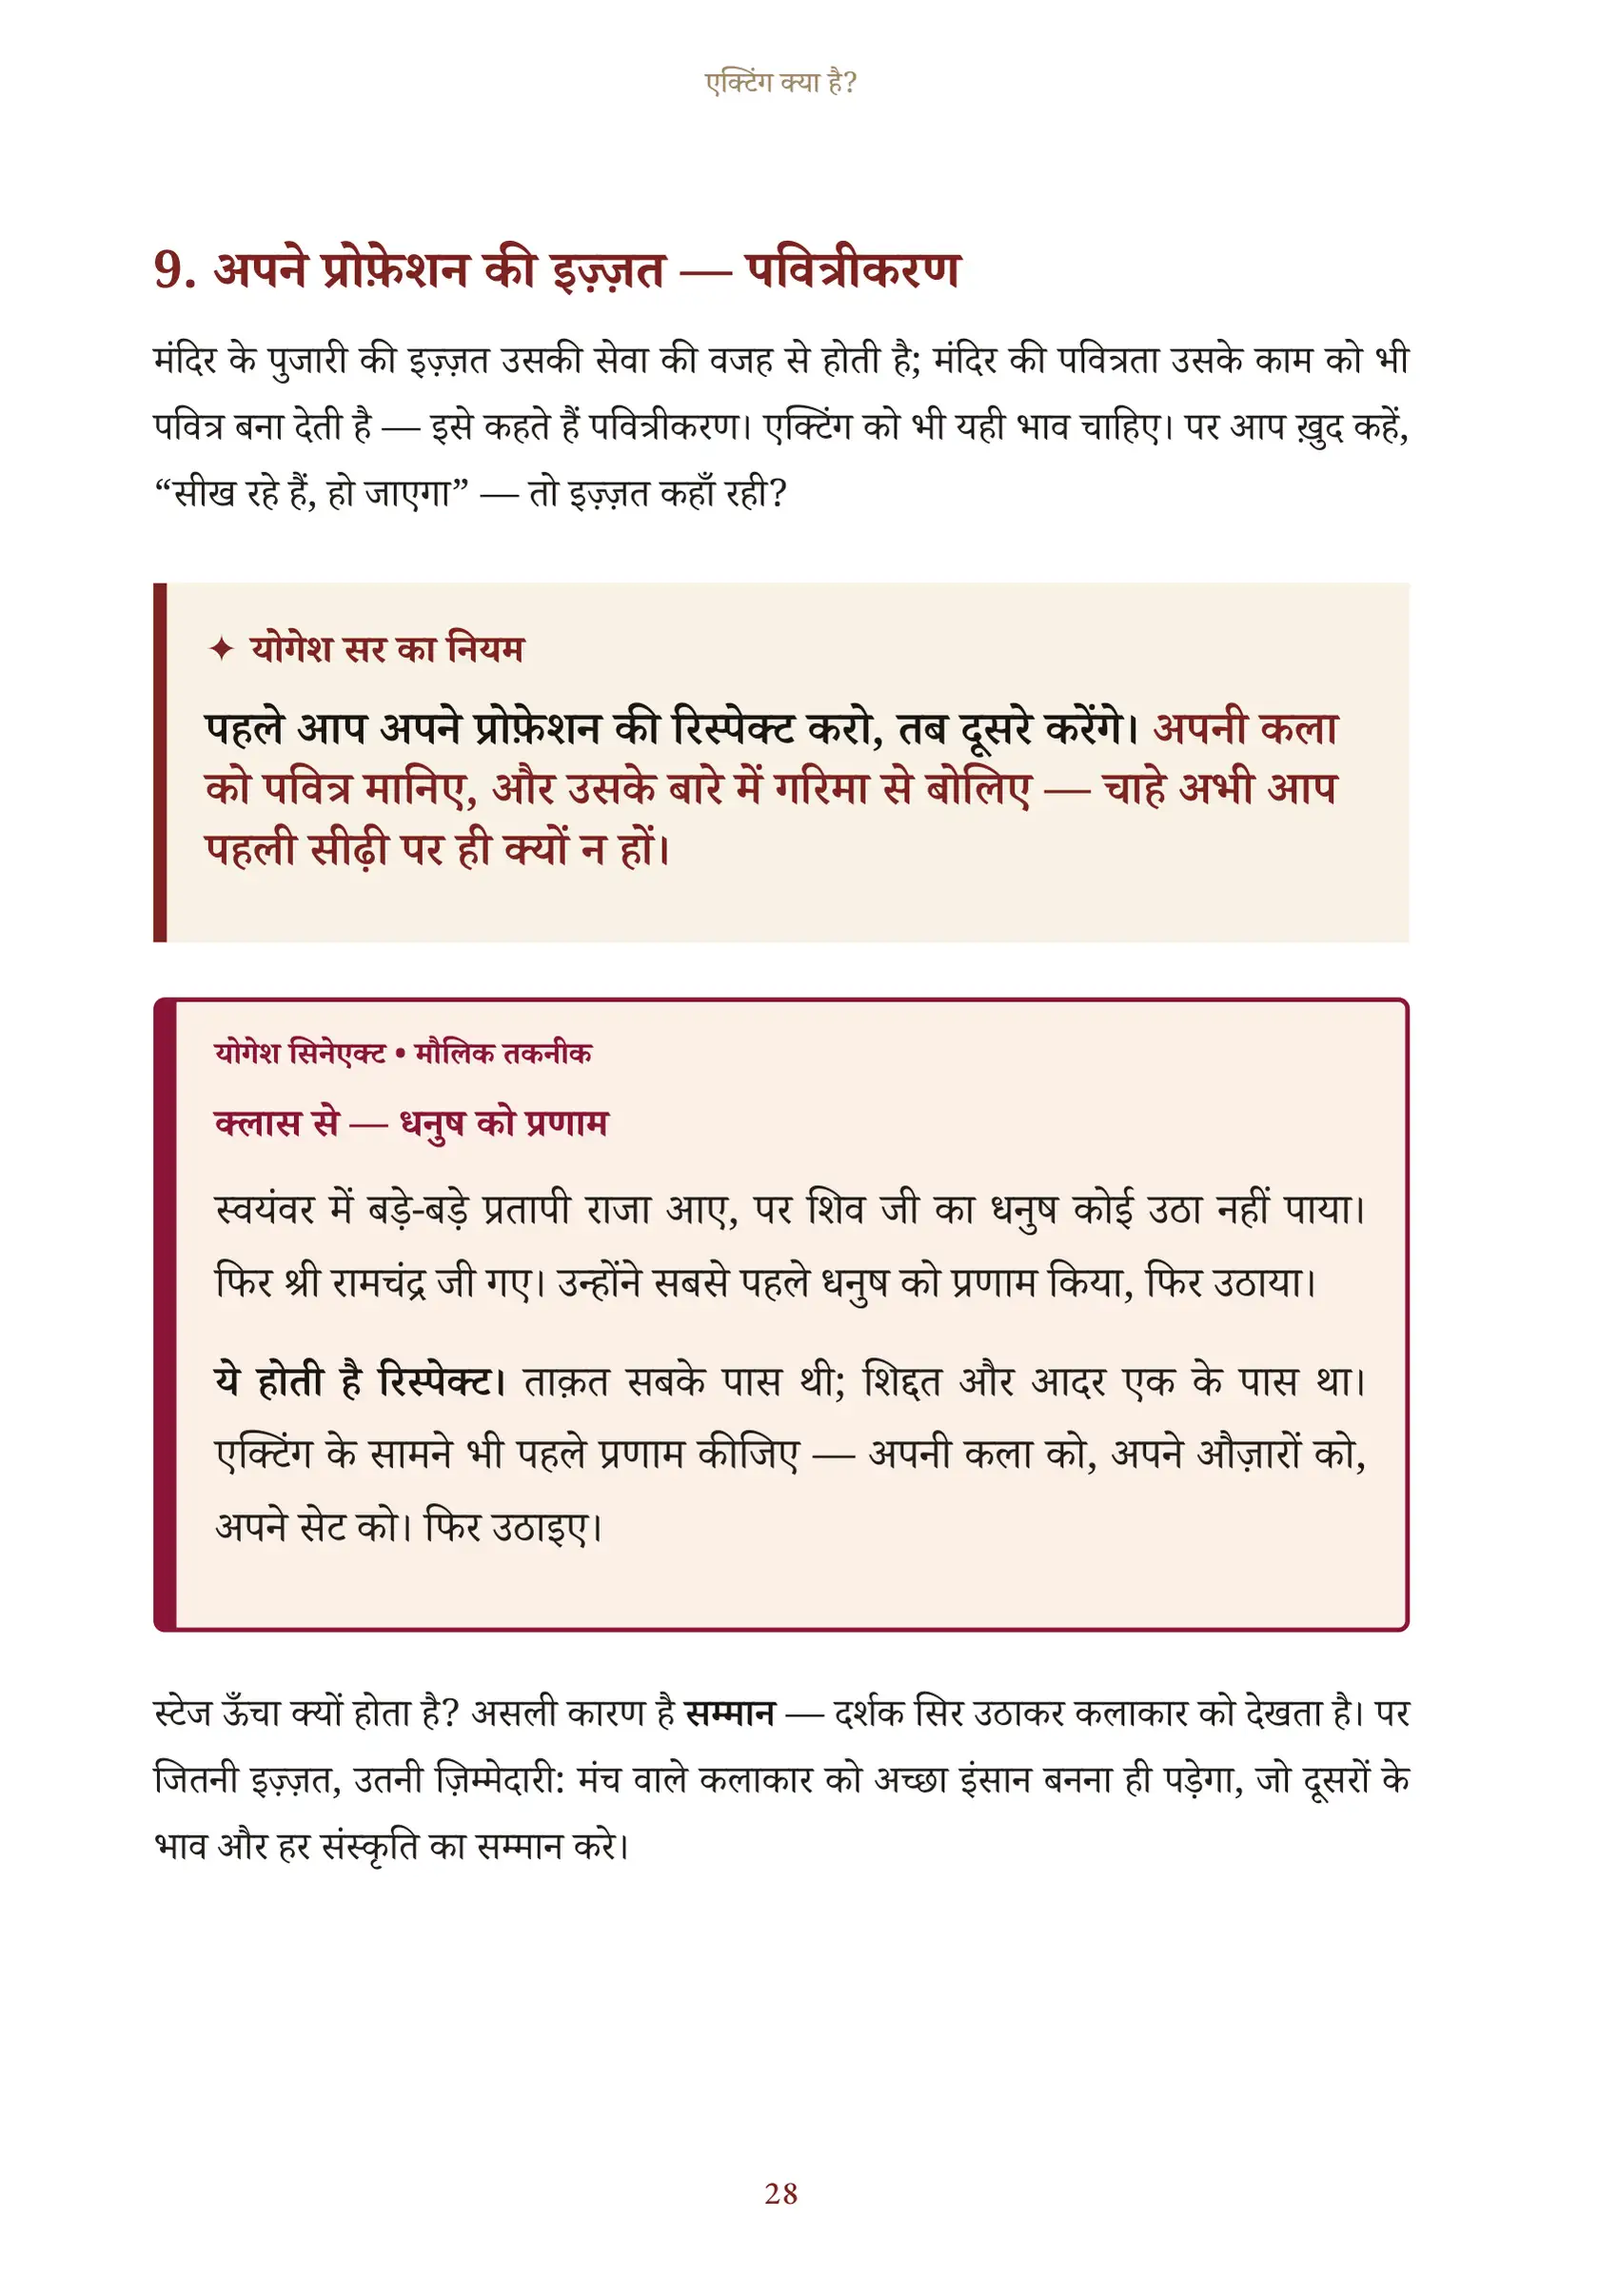 एक्टिंग क्या है?
9. अपने प्रोफ़ेशन की इज़्ज़त — पवित्रीकरण
मंदिर के पुजारी की इज़्ज़त उसकी सेवा की वजह से होती है; मंदिर की पवित्रता उसके काम को भी
पवित्र बना देती है — इसे कहते हैं पवित्रीकरण। एक्टिंग को भी यही भाव चाहिए। पर आप ख़ुद कहें,
“सीख रहे हैं, हो जाएगा” — तो इज़्ज़त कहाँ रही?
✦ योगेश सर का नियम
पहले आप अपने प्रोफ़ेशन की रिस्पेक्ट करो, तब दूसरे करेंगे। अपनी कला
को पवित्र मानिए, और उसके बारे में गरिमा से बोलिए — चाहे अभी आप
पहली सीढ़ी पर ही क्यों न हों।
योगेश सिनेएक्ट • मौलिक तकनीक
क्लास से — धनुष को प्रणाम
स्वयंवर में बड़े-बड़े प्रतापी राजा आए, पर शिव जी का धनुष कोई उठा नहीं पाया।
फिर श्री रामचंद्र जी गए। उन्होंने सबसे पहले धनुष को प्रणाम किया, फिर उठाया।
ये होती है रिस्पेक्ट। ताक़त सबके पास थी; शिद्दत और आदर एक के पास था।
एक्टिंग के सामने भी पहले प्रणाम कीजिए — अपनी कला को, अपने औज़ारों को,
अपने सेट को। फिर उठाइए।
स्टेज ऊँचा क्यों होता है? असली कारण है सम्मान — दर्शक सिर उठाकर कलाकार को देखता है। पर
जितनी इज़्ज़त, उतनी ज़िम्मेदारी: मंच वाले कलाकार को अच्छा इंसान बनना ही पड़ेगा, जो दूसरों के
भाव और हर संस्कृति का सम्मान करे।
28